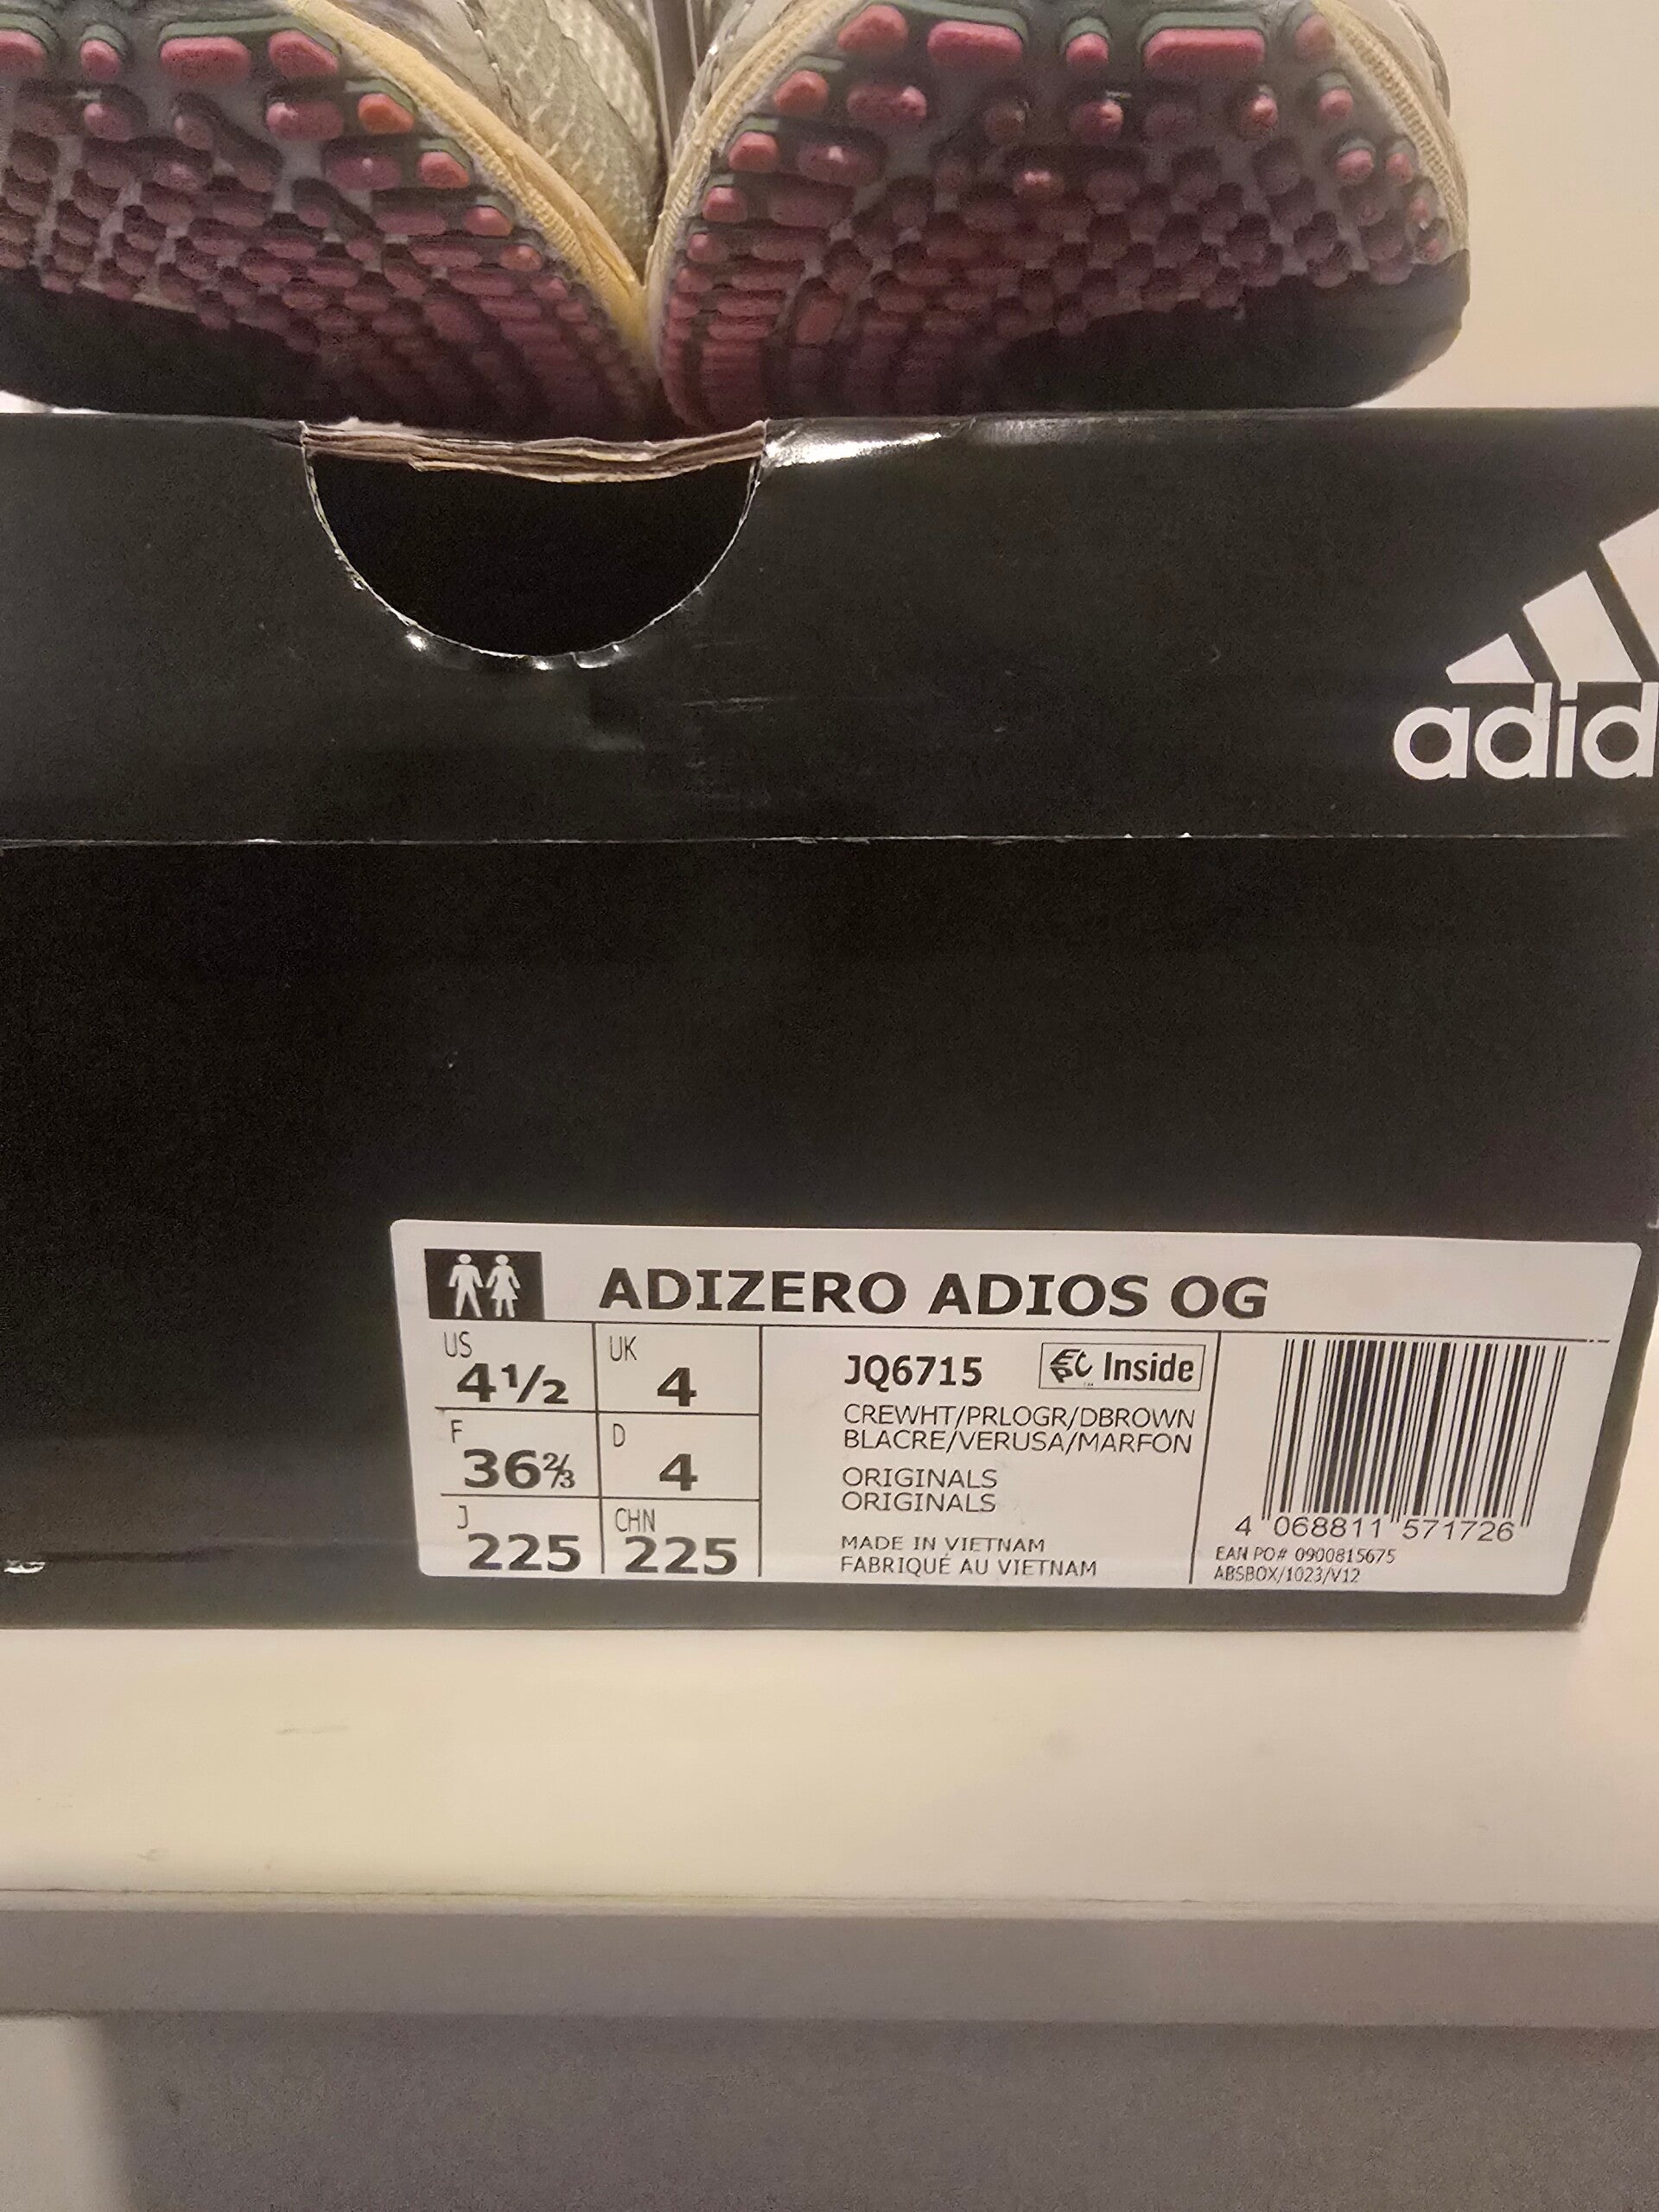 adid
ADIZERO ADIOS OG
US 4½ UK 4
F 36⅔ D 4
J 225 CHN 225
JQ6715 EPC Inside
CREWHT/PRLOGR/DBROWN
BLACRE/VERUSA/MARFON
ORIGINALS
ORIGINALS
MADE IN VIETNAM
FABRIQUÉ AU VIETNAM
4 068811 571726
EAN PO# 0900815675
ABSBOX/1023/V12